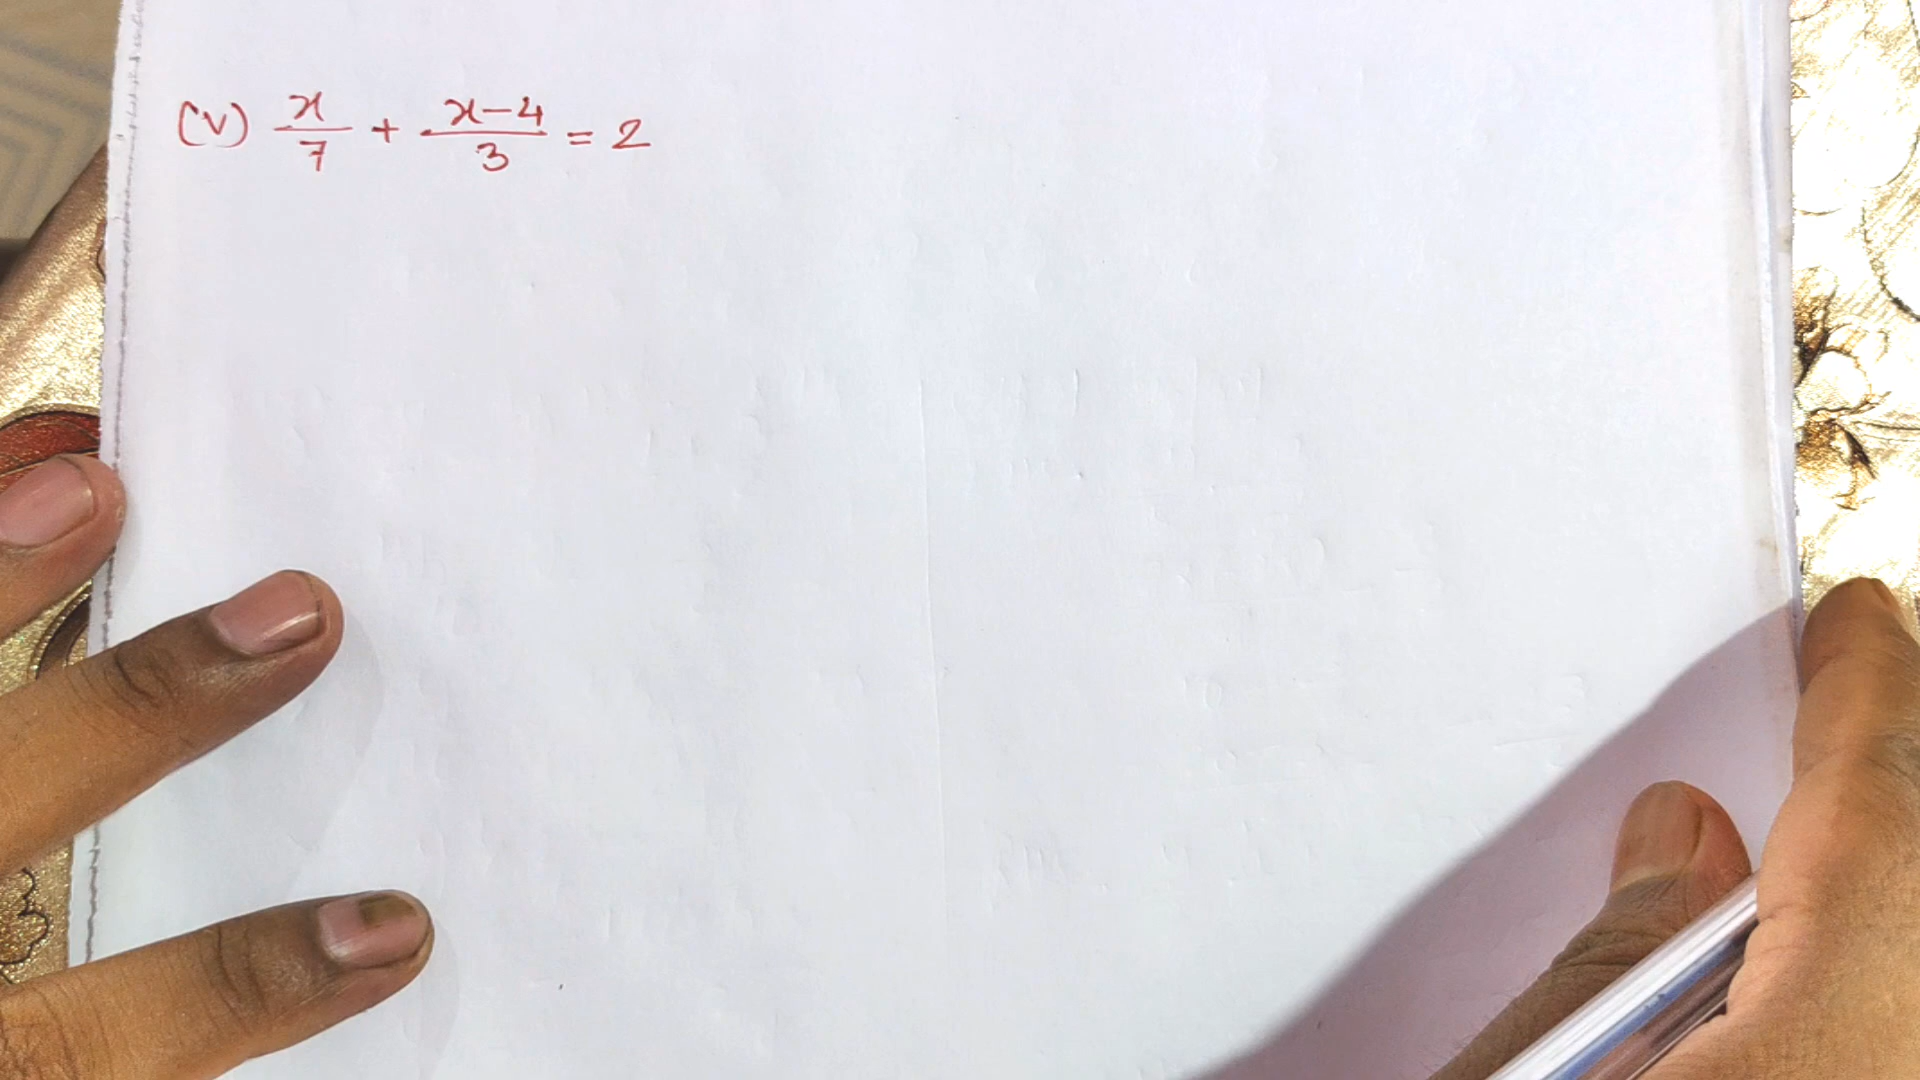 (v) x/7 + x-4/3 = 2